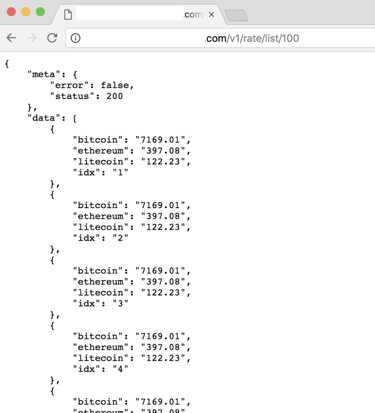 .com
.com/v1/rate/list/100
{
"meta": {
"error": false,
"status": 200
},
"data": [
{
"bitcoin": "7169.01",
"ethereum": "397.08",
"litecoin": "122.23",
"idx": "1"
},
{
"bitcoin": "7169.01",
"ethereum": "397.08",
"litecoin": "122.23",
"idx": "2"
},
{
"bitcoin": "7169.01",
"ethereum": "397.08",
"litecoin": "122.23",
"idx": "3"
},
{
"bitcoin": "7169.01",
"ethereum": "397.08",
"litecoin": "122.23",
"idx": "4"
},
{
"bitcoin": "7169.01",
"ethereum": "397.08",